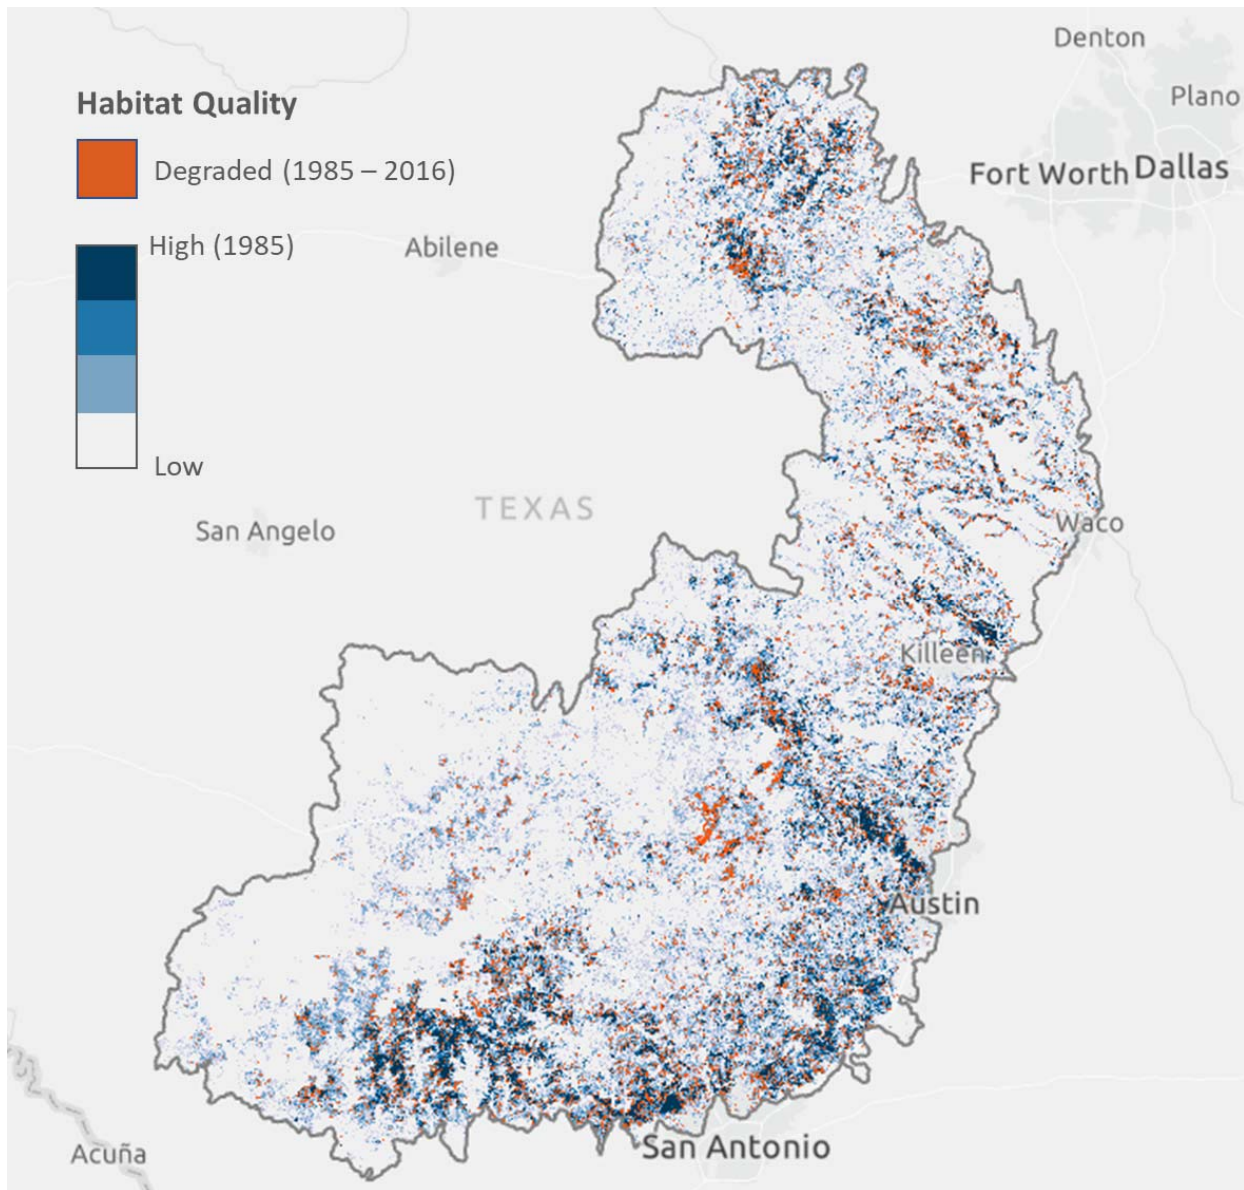 Denton
Plano
Habitat Quality
Degraded (1985 – 2016)
Fort Worth
Dallas
High (1985)
Abilene
Low
TEXAS
San Angelo
Waco
Killeen
Austin
San Antonio
Acuña